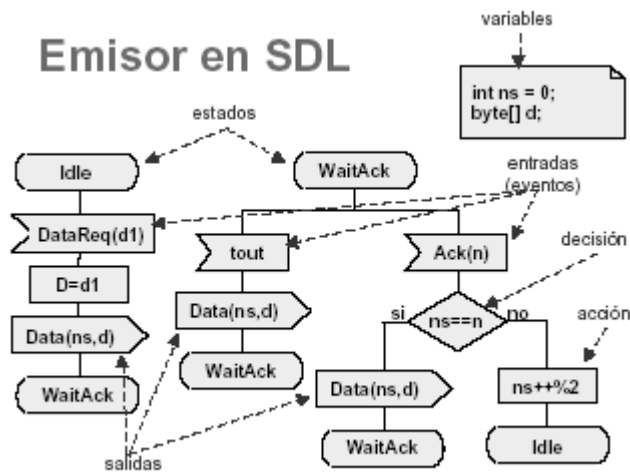 variables
Emisor en SDL
int ns = 0;
byte[] d;
estados
Idle
WaitAck
entradas
(eventos)
DataReq(d1)
tout
Ack(n)
decisión
D=d1
Data(ns,d)
si
ns==n
no
acción
Data(ns,d)
WaitAck
Data(ns,d)
ns++%2
WaitAck
WaitAck
Idle
salidas